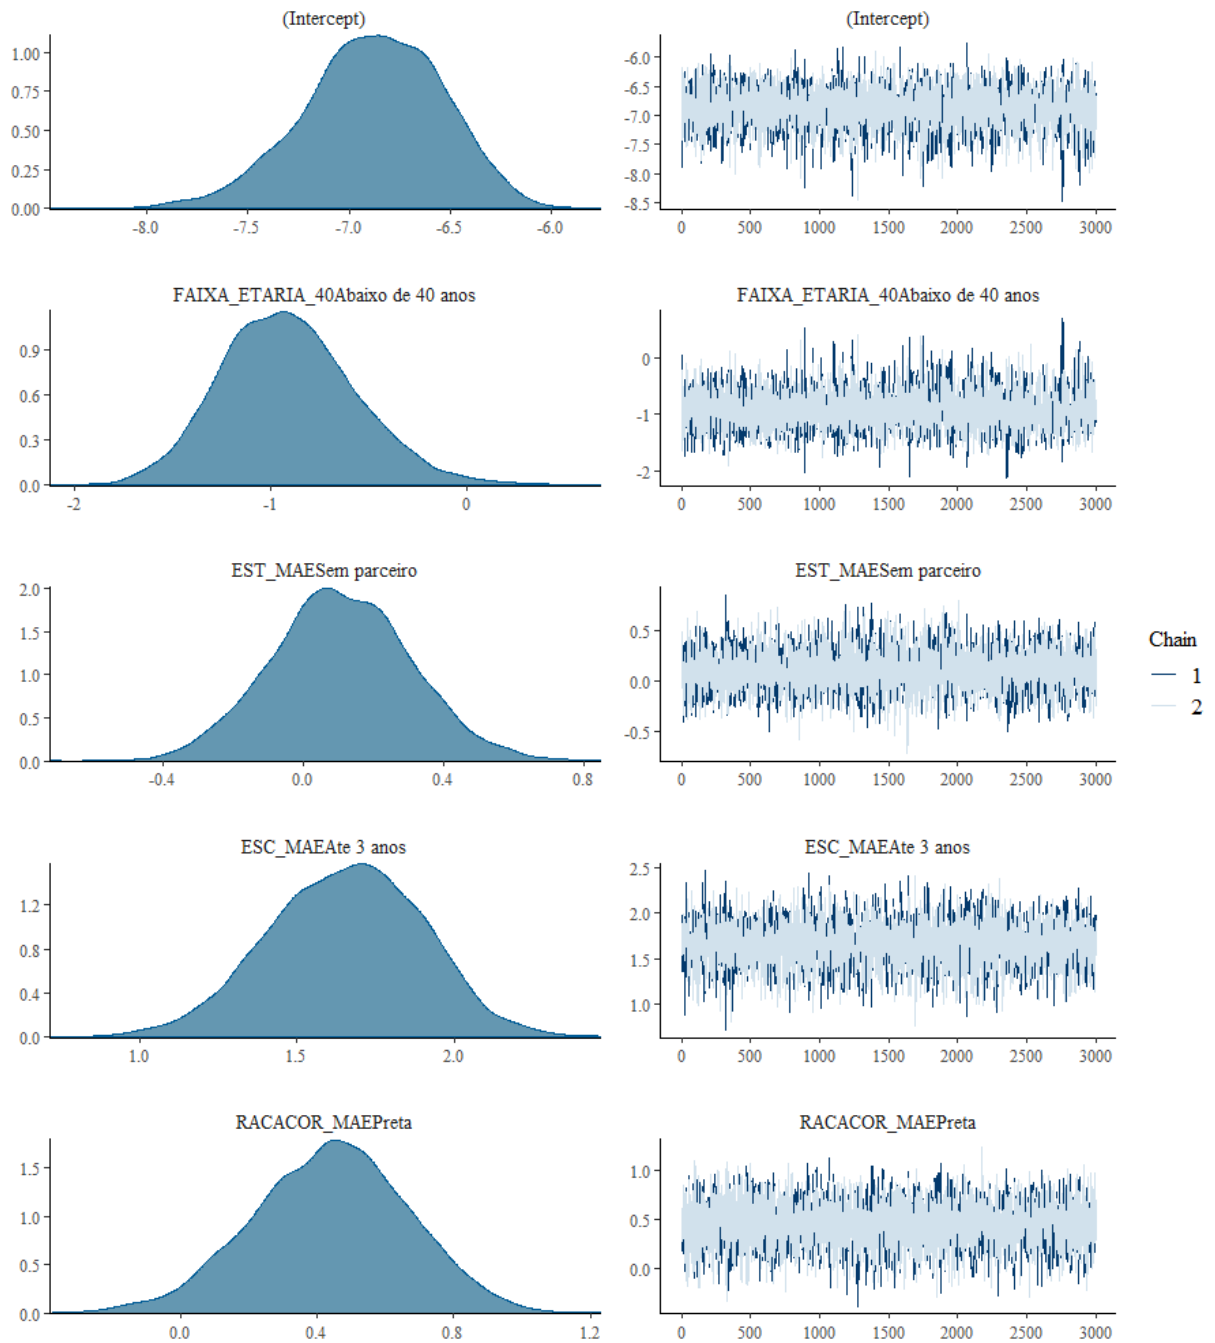 (Intercept)
(Intercept)
1.00
0.75
0.50
0.25
0.00
-8.0 -7.5 -7.0 -6.5 -6.0
-6.0
-6.5
-7.0
-7.5
-8.0
-8.5
0 500 1000 1500 2000 2500 3000
FAIXA_ETARIA_40Abaixo de 40 anos
FAIXA_ETARIA_40Abaixo de 40 anos
0.9
0.6
0.3
0.0
-2 -1 0
0
-1
-2
0 500 1000 1500 2000 2500 3000
EST_MAESem parceiro
EST_MAESem parceiro
2.0
1.5
1.0
0.5
0.0
-0.4 0.0 0.4 0.8
0.5
0.0
-0.5
0 500 1000 1500 2000 2500 3000
Chain
1
2
ESC_MAEAte 3 anos
ESC_MAEAte 3 anos
1.2
0.8
0.4
0.0
1.0 1.5 2.0
2.5
2.0
1.5
1.0
0 500 1000 1500 2000 2500 3000
RACACOR_MAEPreta
RACACOR_MAEPreta
1.5
1.0
0.5
0.0
0.0 0.4 0.8 1.2
1.0
0.5
0.0
0 500 1000 1500 2000 2500 3000